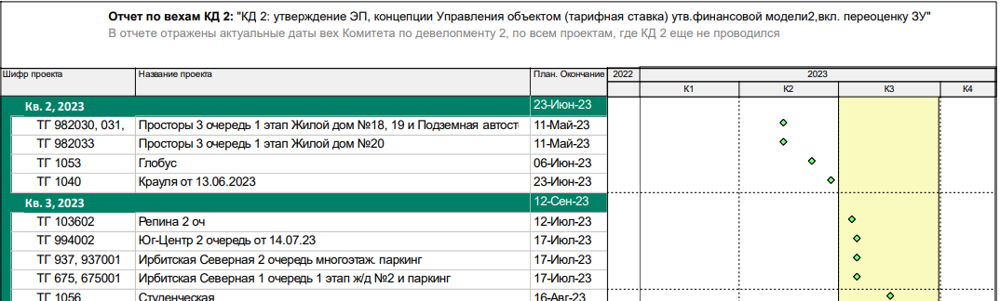 Отчет по вехам КД 2: "КД 2: утверждение ЭП, концепции Управления объектом (тарифная ставка) утв.финансовой модели2,вкл. переоценку ЗУ"
В отчете отражены актуальные даты вех Комитета по девелопменту 2, по всем проектам, где КД 2 еще не проводился
Шифр проекта Название проекта План. Окончание 2022 2023
К1 К2 К3 К4
Кв. 2, 2023 23-Июн-23
ТГ 982030, 031, Просторы 3 очередь 1 этап Жилой дом №18, 19 и Подземная автост 11-Май-23
ТГ 982033 Просторы 3 очередь 1 этап Жилой дом №20 11-Май-23
ТГ 1053 Глобус 06-Июн-23
ТГ 1040 Крауля от 13.06.2023 23-Июн-23
Кв. 3, 2023 12-Сен-23
ТГ 103602 Репина 2 оч 12-Июл-23
ТГ 994002 Юг-Центр 2 очередь от 14.07.23 17-Июл-23
ТГ 937, 937001 Ирбитская Северная 2 очередь многоэтаж. паркинг 17-Июл-23
ТГ 675, 675001 Ирбитская Северная 1 очередь 1 этап ж/д №2 и паркинг 17-Июл-23
ТГ 1056 Студенческая 16-Авг-23